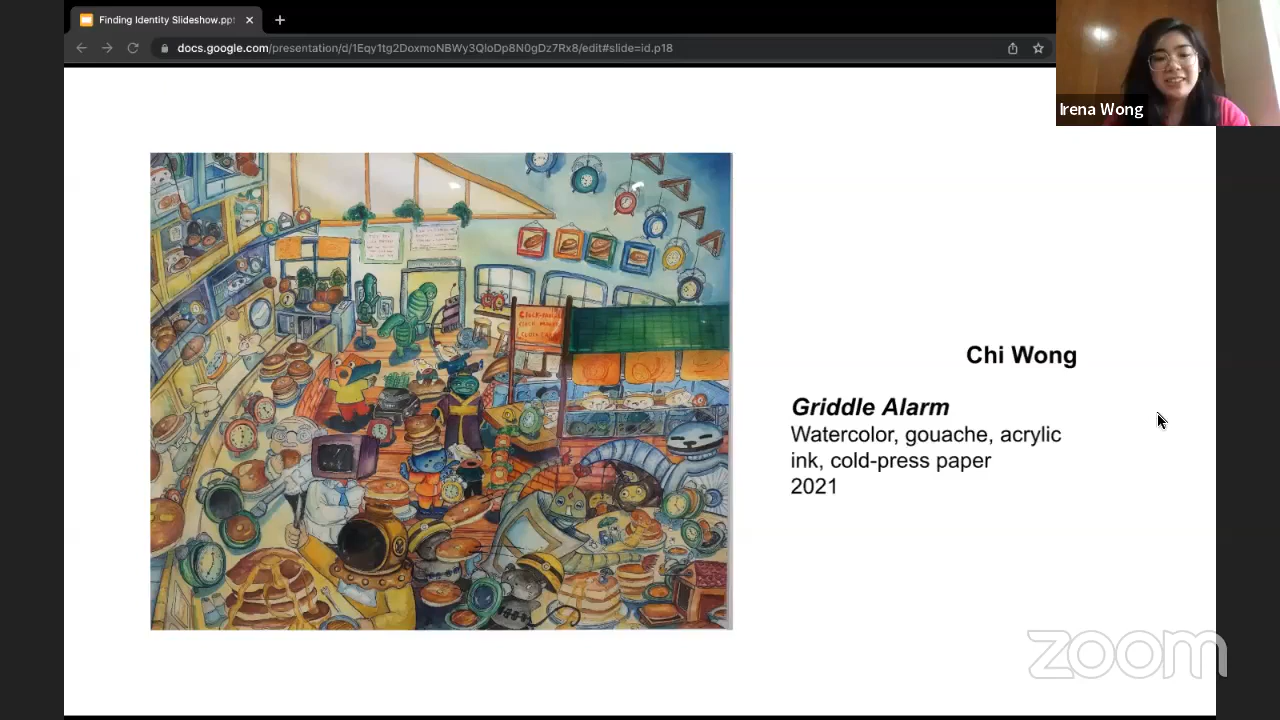 Finding Identity Slideshow.ppt
docs.google.com/presentation/d/1Eqy1tg2DoxmoNBWy3QloDp8N0gDz7Rx8/edit#slide=id.p18
Irena Wong
Chi Wong
Griddle Alarm
Watercolor, gouache, acrylic
ink, cold-press paper
2021
zoom